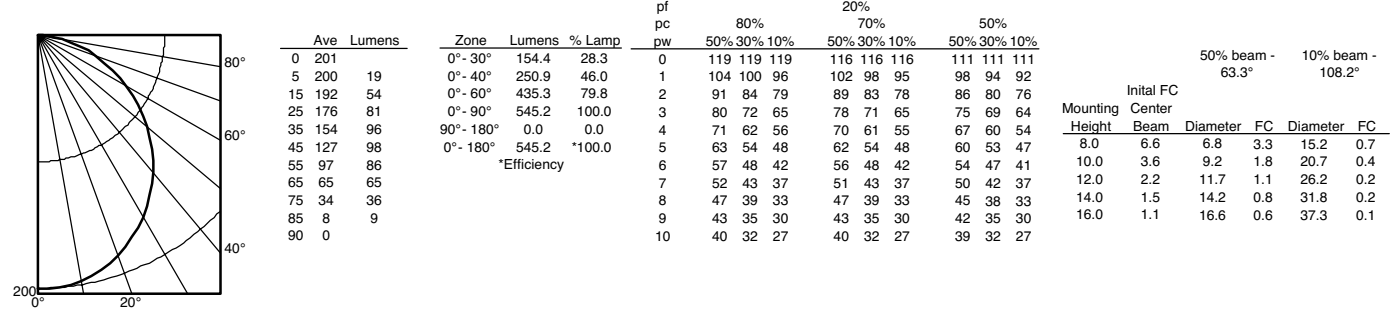 80°
60°
40°
200
0°
20°
Ave Lumens
0 201
5 200 19
15 192 54
25 176 81
35 154 96
45 127 98
55 97 86
65 65 65
75 34 36
85 8 9
90 0
Zone Lumens % Lamp
0°- 30° 154.4 28.3
0°- 40° 250.9 46.0
0°- 60° 435.3 79.8
0°- 90° 545.2 100.0
90°- 180° 0.0 0.0
0°- 180° 545.2 *100.0
*Efficiency
pf 20%
pc 80% 70% 50%
pw 50% 30% 10% 50% 30% 10% 50% 30% 10%
0 119 119 119 116 116 116 111 111 111
1 104 100 96 102 98 95 98 94 92
2 91 84 79 89 83 78 86 80 76
3 80 72 65 78 71 65 75 69 64
4 71 62 56 70 61 55 67 60 54
5 63 54 48 62 54 48 60 53 47
6 57 48 42 56 48 42 54 47 41
7 52 43 37 51 43 37 50 42 37
8 47 39 33 47 39 33 45 38 33
9 43 35 30 43 35 30 42 35 30
10 40 32 27 40 32 27 39 32 27
50% beam - 10% beam -
63.3° 108.2°
Inital FC
Mounting Center
Height Beam Diameter FC Diameter FC
8.0 6.6 6.8 3.3 15.2 0.7
10.0 3.6 9.2 1.8 20.7 0.4
12.0 2.2 11.7 1.1 26.2 0.2
14.0 1.5 14.2 0.8 31.8 0.2
16.0 1.1 16.6 0.6 37.3 0.1